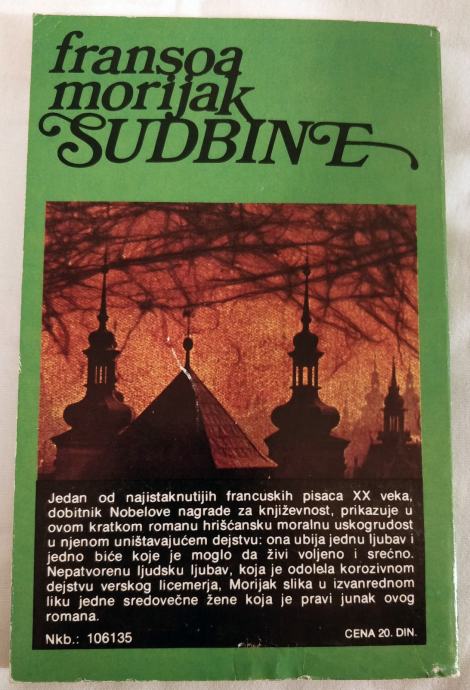 fransoa
morijak
SUDBINE
Jedan od najistaknutijih francuskih pisaca XX veka,
dobitnik Nobelove nagrade za književnost, prikazuje u
ovom kratkom romanu hrišćansku moralnu uskogrudost
u njenom uništavajućem dejstvu: ona ubija jednu ljubav i
jedno biće koje je moglo da živi voljeno i srećno.
Nepatvorenu ljudsku ljubav, koja je odolela korozivnom
dejstvu verskog licemerja, Morijak slika u izvanrednom
liku jedne sredovečne žene koja je pravi junak ovog
romana.
Nkb.: 106135
CENA 20. DIN.